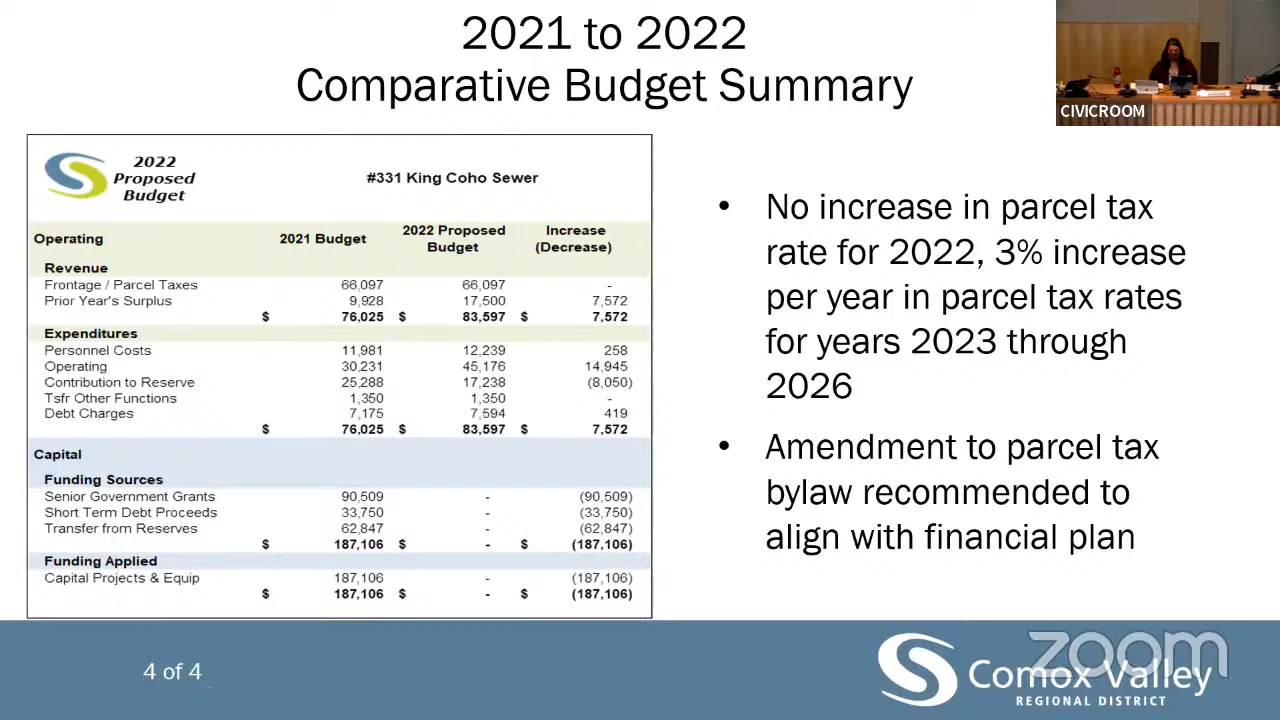 2021 to 2022
Comparative Budget Summary
CIVICROOM
2022
Proposed
Budget
#331 King Coho Sewer
Operating 2021 Budget 2022 Proposed Budget Increase (Decrease)
Revenue
Frontage / Parcel Taxes 66,097 66,097 -
Prior Year's Surplus 9,928 17,500 7,572
$ 76,025 $ 83,597 $ 7,572
Expenditures
Personnel Costs 11,981 12,239 258
Operating 30,231 45,176 14,945
Contribution to Reserve 25,288 17,238 (8,050)
Tsfr Other Functions 1,350 1,350 -
Debt Charges 7,175 7,594 419
$ 76,025 $ 83,597 $ 7,572
Capital
Funding Sources
Senior Government Grants 90,509 - (90,509)
Short Term Debt Proceeds 33,750 - (33,750)
Transfer from Reserves 62,847 - (62,847)
$ 187,106 $ - $ (187,106)
Funding Applied
Capital Projects & Equip 187,106 - (187,106)
$ 187,106 $ - $ (187,106)
• No increase in parcel tax
rate for 2022, 3% increase
per year in parcel tax rates
for years 2023 through
2026
• Amendment to parcel tax
bylaw recommended to
align with financial plan
4 of 4
zoom
Comox Valley
REGIONAL DISTRICT